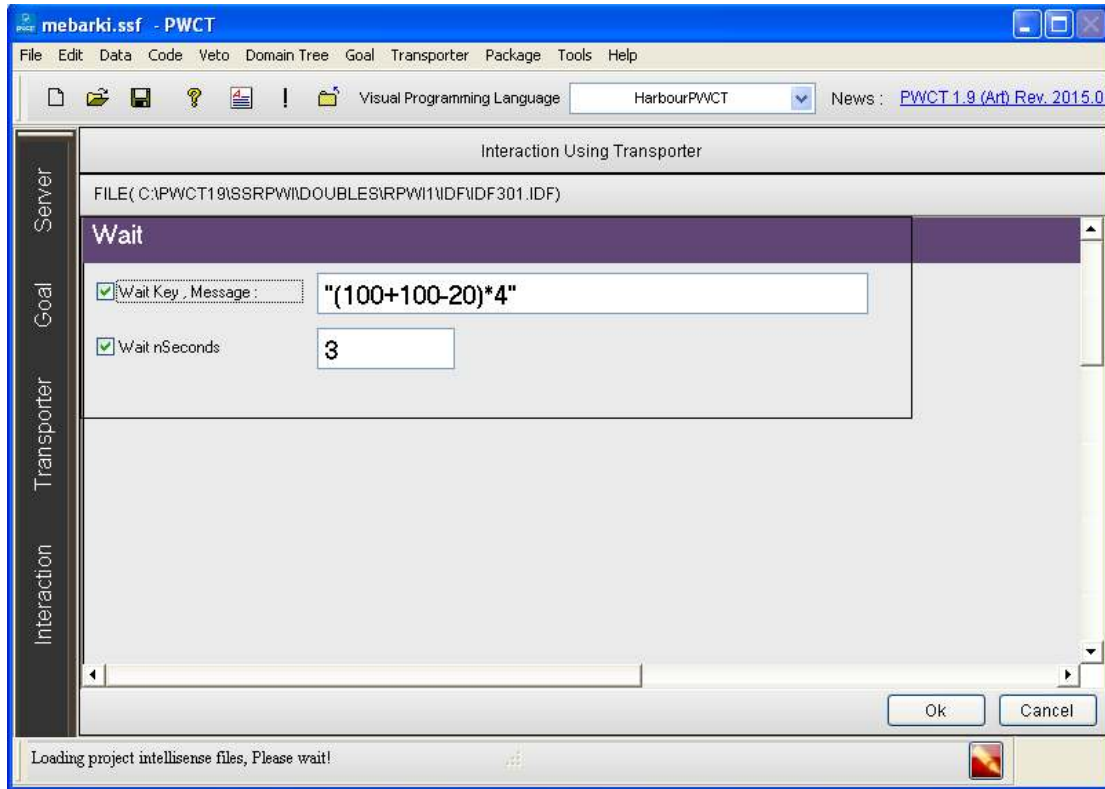 mebarki.ssf - PWCT
File Edit Data Code Veto Domain Tree Goal Transporter Package Tools Help
Visual Programming Language HarbourPWCT News : PWCT 1.9 (Art) Rev. 2015.0
Interaction Using Transporter
FILE( C:\PWCT19\SSRPWI\DOUBLES\RPWI1\IDF\IDF301.IDF)
Server
Goal
Transporter
Interaction
Wait
Wait Key , Message : "(100+100-20)*4"
Wait nSeconds 3
Ok Cancel
Loading project intellisense files, Please wait!